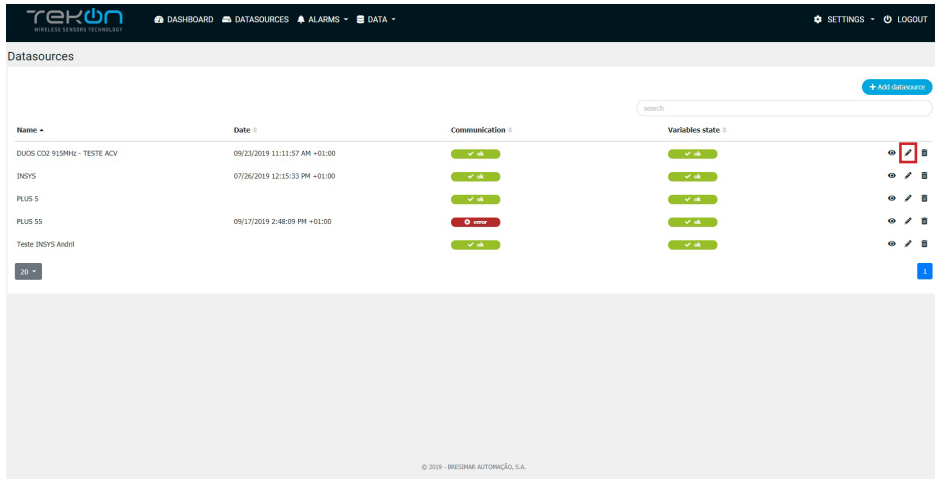 TEKON
WIRELESS SENSORS TECHNOLOGY
DASHBOARD DATASOURCES ALARMS DATA SETTINGS LOGOUT
Datasources
+ Add datasource
search
Name Date Communication Variables state
DUOS CO2 915MHz - TESTE ACV 09/23/2019 11:11:57 AM +01:00 ok ok
INSYS 07/26/2019 12:15:33 PM +01:00 ok ok
PLUS 5 ok ok
PLUS 55 09/17/2019 2:48:09 PM +01:00 error ok
Teste INSYS Andril ok ok
20 1
© 2019 - BRESIMAR AUTOMAÇÃO, S.A.